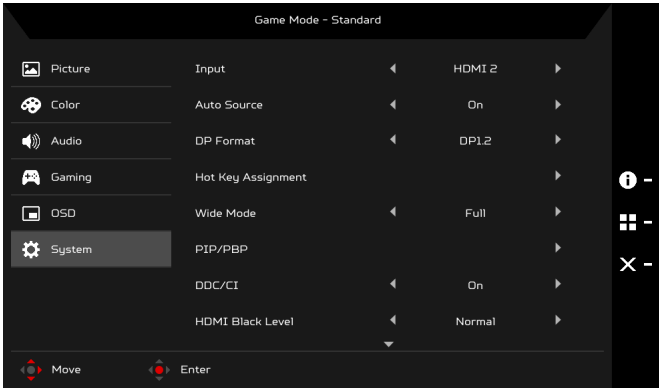 Game Mode - Standard
Picture
Input HDMI 2
Color
Auto Source On
Audio
DP Format DP1.2
Gaming
Hot Key Assignment
OSD
Wide Mode Full
System
PIP/PBP
DDC/CI On
HDMI Black Level Normal
Move Enter